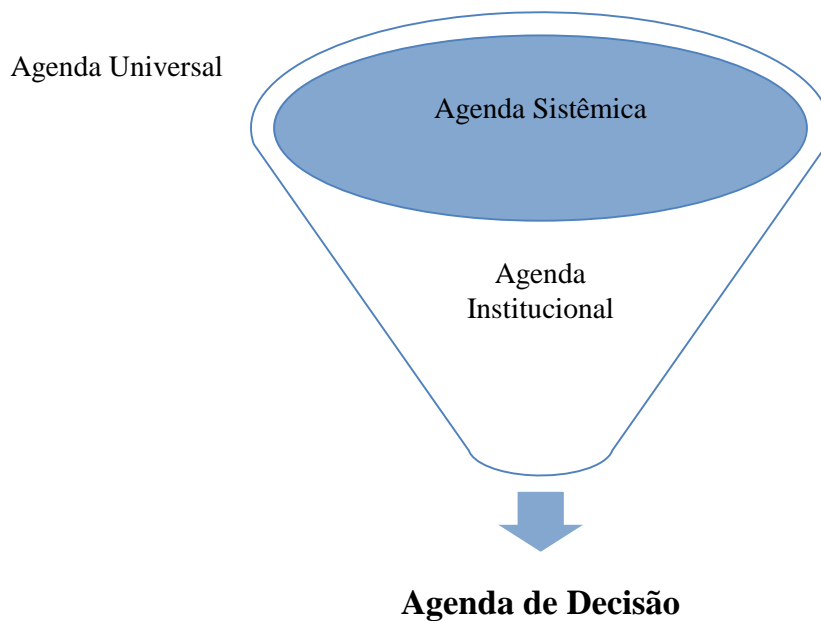 Agenda Universal
Agenda Sistêmica
Agenda
Institucional
Agenda de Decisão